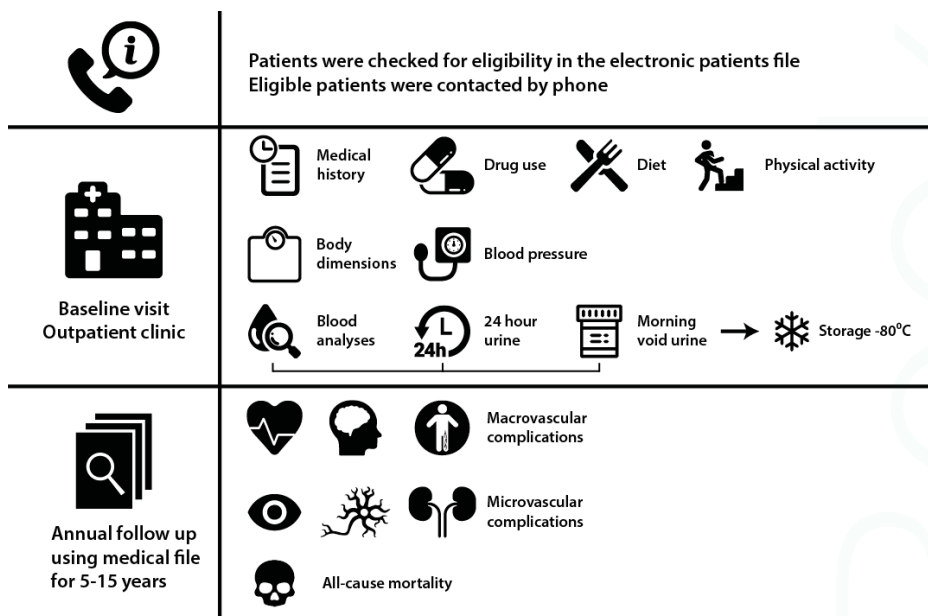 Patients were checked for eligibility in the electronic patients file
Eligible patients were contacted by phone
Medical
history
Drug use
Diet
Physical activity
Body
dimensions
Blood pressure
Baseline visit
Outpatient clinic
Blood
analyses
24h
24 hour
urine
Morning
void urine
Storage -80⁰C
Macrovascular
complications
Microvascular
complications
Annual follow up
using medical file
for 5-15 years
All-cause mortality